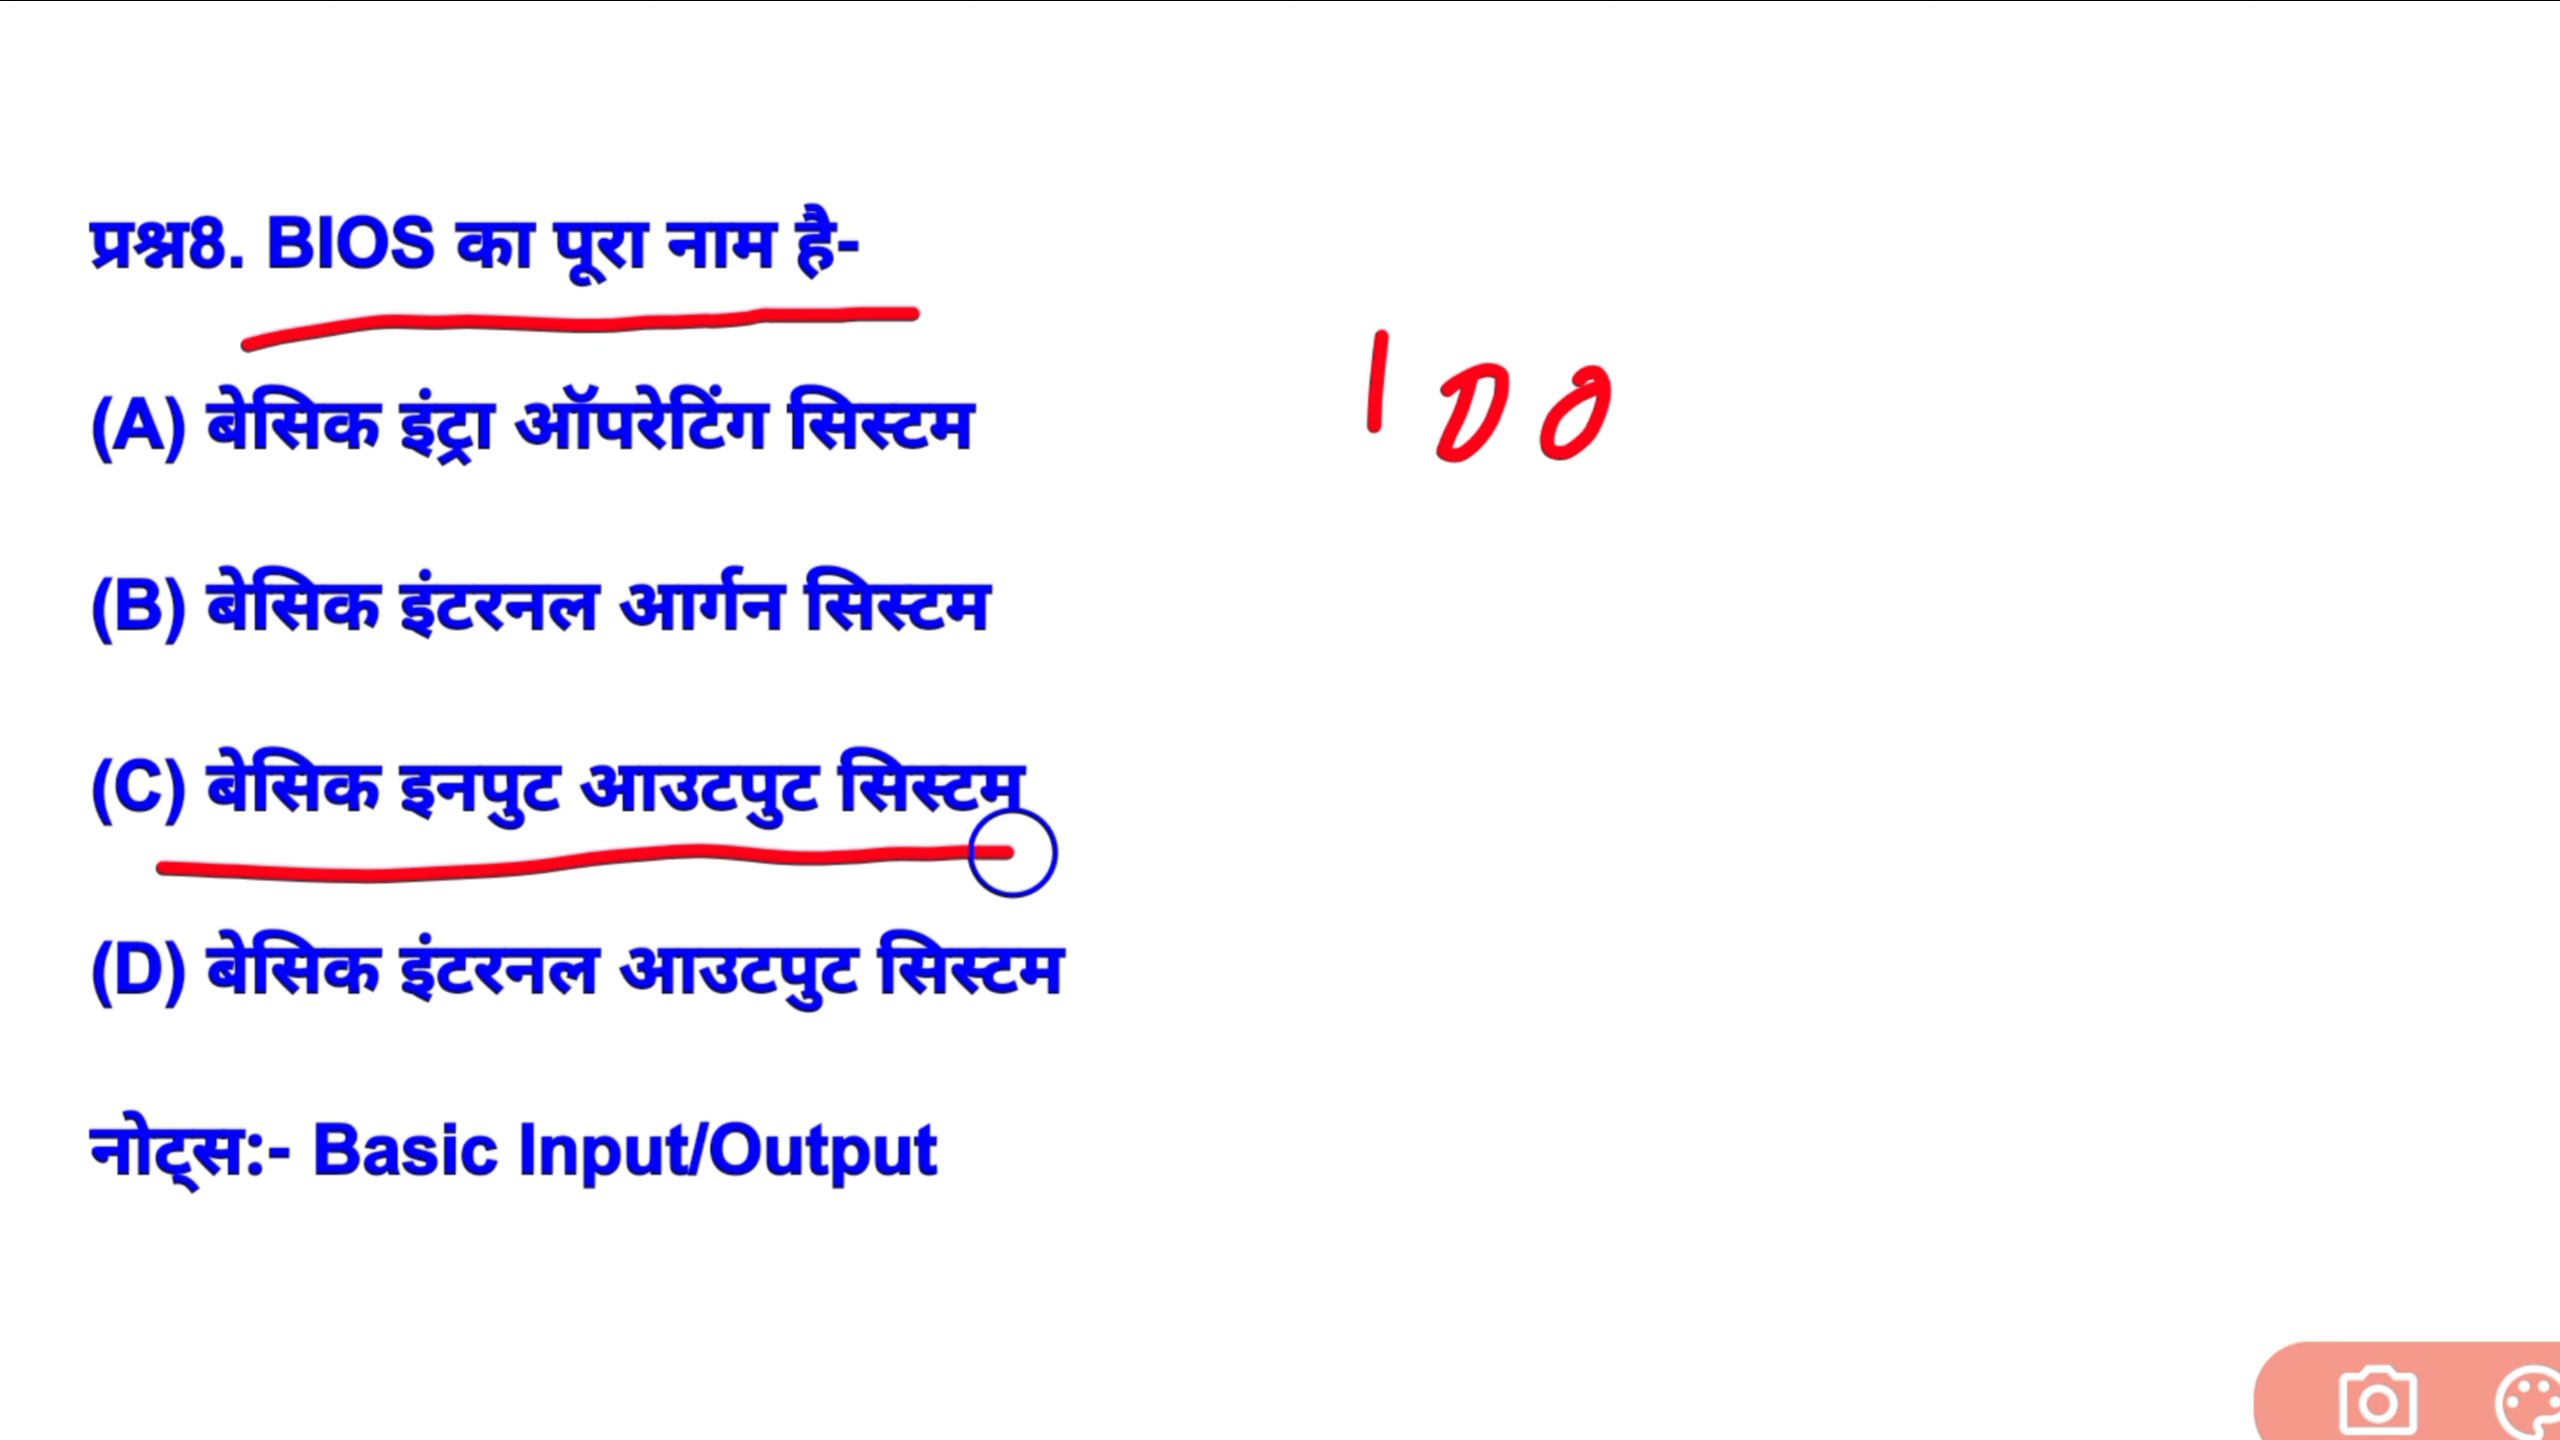 प्रश्न8. BIOS का पूरा नाम है-
100
(A) बेसिक इंट्रा ऑपरेटिंग सिस्टम
(B) बेसिक इंटरनल आर्गन सिस्टम
(C) बेसिक इनपुट आउटपुट सिस्टम
(D) बेसिक इंटरनल आउटपुट सिस्टम
नोट्स:- Basic Input/Output